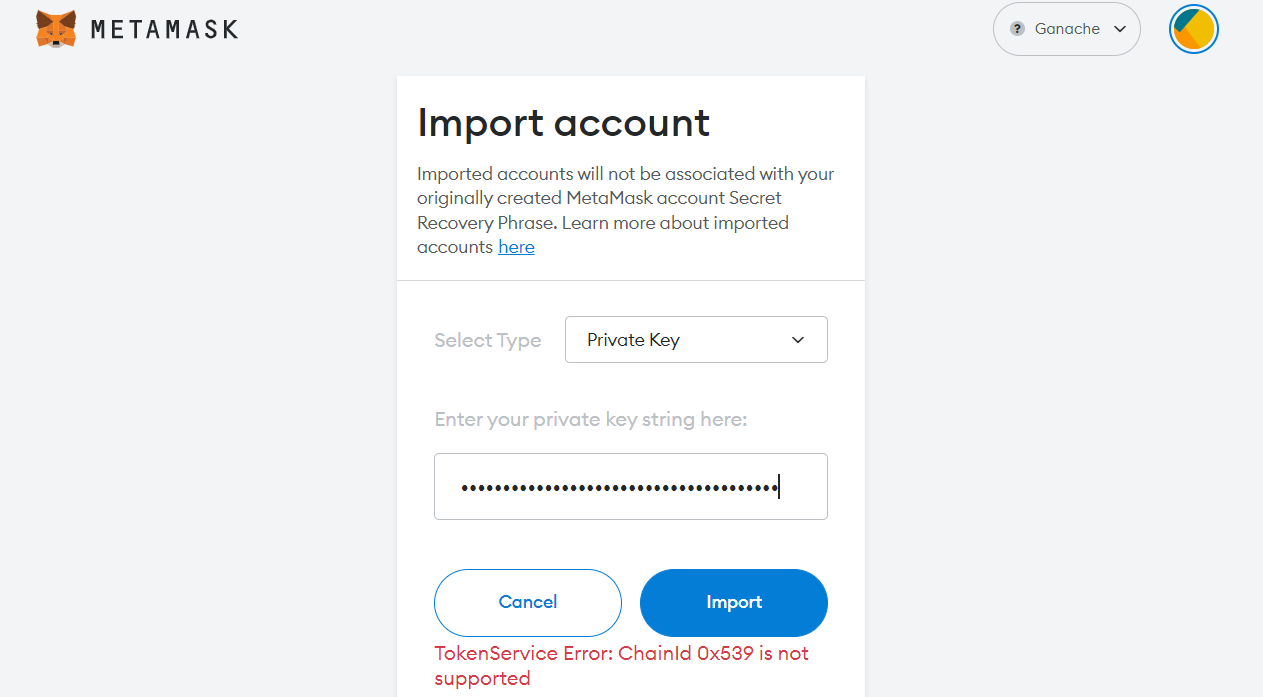 METAMASK
? Ganache
Import account
Imported accounts will not be associated with your
originally created MetaMask account Secret
Recovery Phrase. Learn more about imported
accounts here
Select Type Private Key
Enter your private key string here:
Cancel Import
TokenService Error: ChainId 0x539 is not
supported